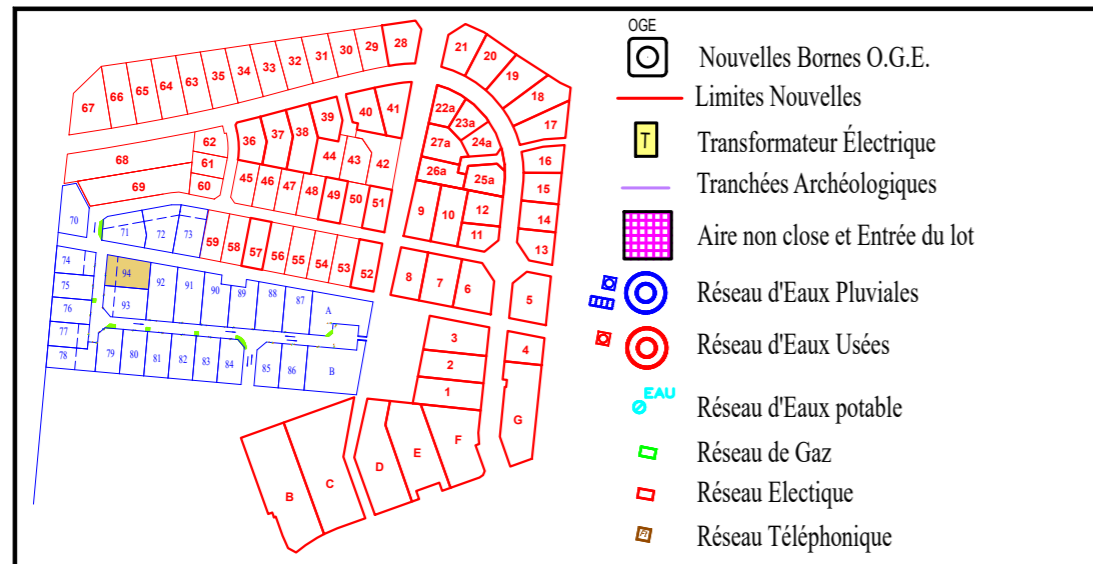 OGE
Nouvelles Bornes O.G.E.
Limites Nouvelles
T
Transformateur Électrique
Tranchées Archéologiques
Aire non close et Entrée du lot
Réseau d'Eaux Pluviales
Réseau d'Eaux Usées
EAU
Réseau d'Eaux potable
Réseau de Gaz
Réseau Electique
Réseau Téléphonique
67 66 65 64 63 35 34 33 32 31 30 29 28
21 20 19 18 17
62 61 60
68
69
36 37 38 39 40 41
44 43 42
45 46 47 48 49 50 51
22a 23a 24a
27a
26a 25a
16
15
14
13
9 10 12
11
70 71 72 73 59 58 57 56 55 54 53 52
8 7 6 5
74
75
76
77
78
94
93
92 91 90 89 88 87 A
P
79 80 81 82 83 84 85 86 B
3
2
1
4
G
B C D E F